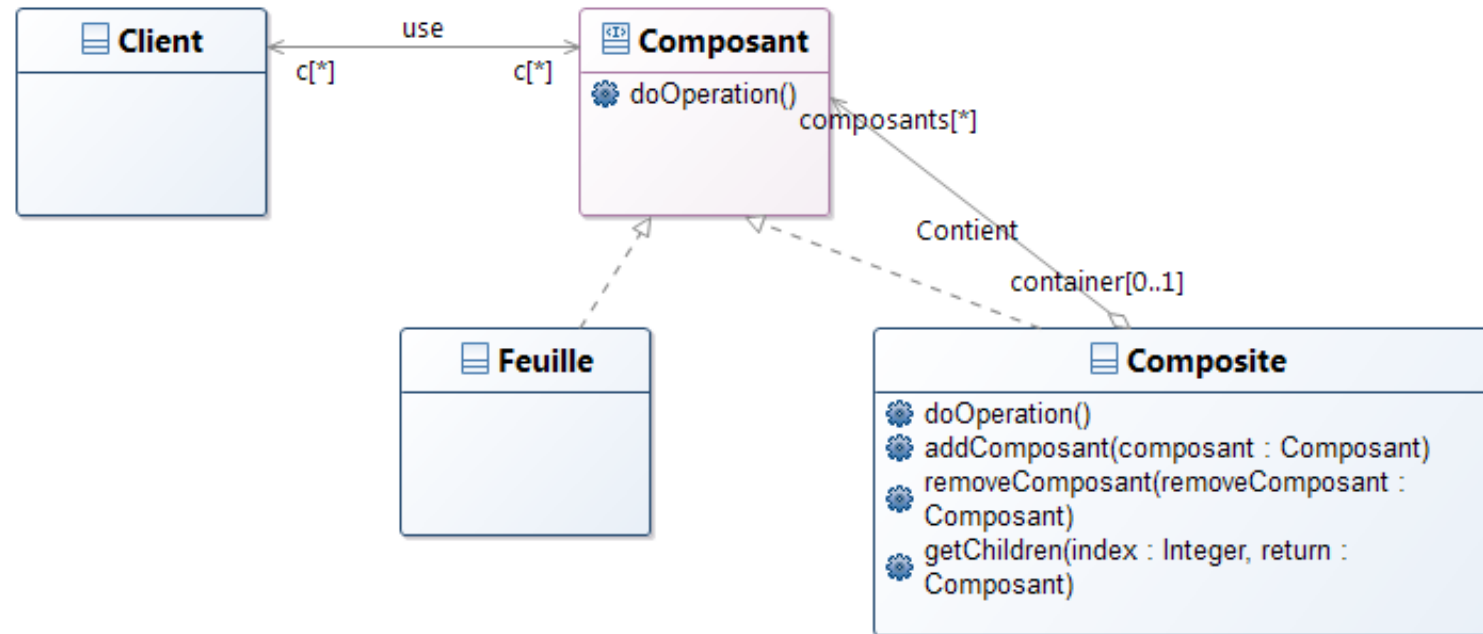 Client
use
c[*]
c[*]
Composant
doOperation()
composants[*]
Contient
container[0..1]
Feuille
Composite
doOperation()
addComposant(composant : Composant)
removeComposant(removeComposant :
Composant)
getChildren(index : Integer, return :
Composant)